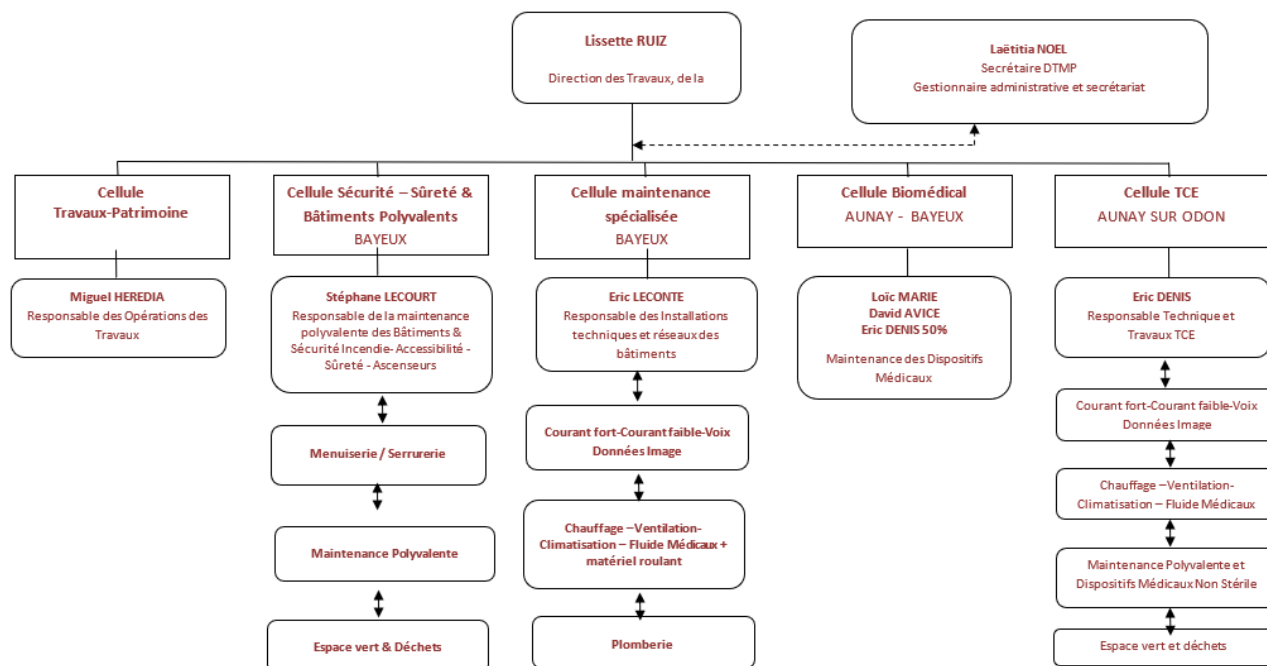 Lissette RUIZ
Direction des Travaux, de la
Laëtitia NOEL
Secrétaire DTMP
Gestionnaire administrative et secrétariat
Cellule
Travaux-Patrimoine
Cellule Sécurité – Sûreté &
Bâtiments Polyvalents
BAYEUX
Cellule maintenance
spécialisée
BAYEUX
Cellule Biomédical
AUNAY - BAYEUX
Cellule TCE
AUNAY SUR ODON
Miguel HEREDIA
Responsable des Opérations des
Travaux
Stéphane LECOURT
Responsable de la maintenance
polyvalente des Bâtiments &
Sécurité Incendie- Accessibilité -
Sûreté - Ascenseurs
Menuiserie / Serrurerie
Maintenance Polyvalente
Espace vert & Déchets
Eric LECONTE
Responsable des Installations
techniques et réseaux des
bâtiments
Courant fort-Courant faible-Voix
Données Image
Chauffage –Ventilation-
Climatisation – Fluide Médicaux +
matériel roulant
Plomberie
Loïc MARIE
David AVICE
Eric DENIS 50%
Maintenance des Dispositifs
Médicaux
Eric DENIS
Responsable Technique et
Travaux TCE
Courant fort-Courant faible-Voix
Données Image
Chauffage –Ventilation-
Climatisation – Fluide Médicaux
Maintenance Polyvalente et
Dispositifs Médicaux Non Stérile
Espace vert et déchets